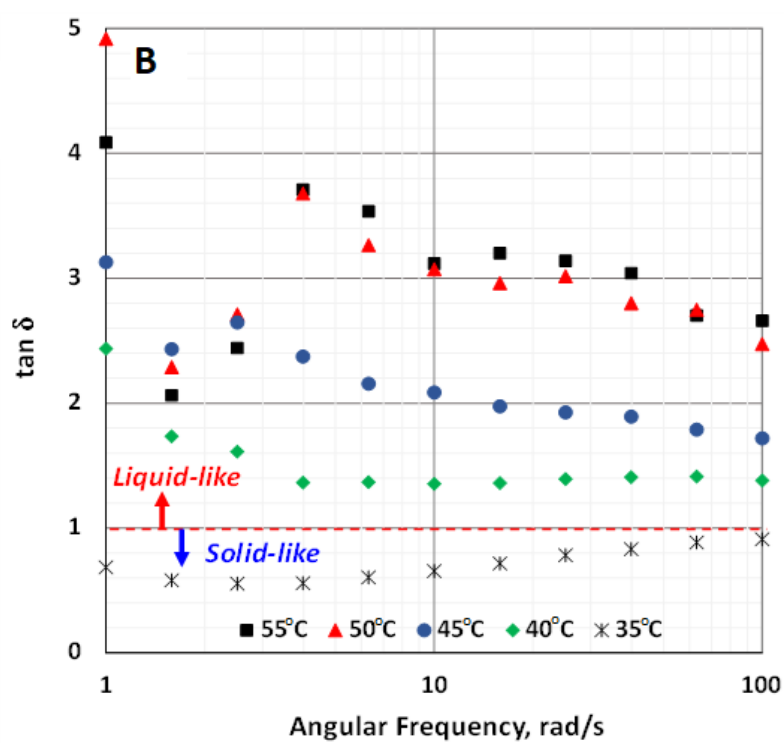 5
B
4
3
tan δ
2
Liquid-like
1
Solid-like
55°C 50°C 45°C 40°C 35°C
0
1 10 100
Angular Frequency, rad/s